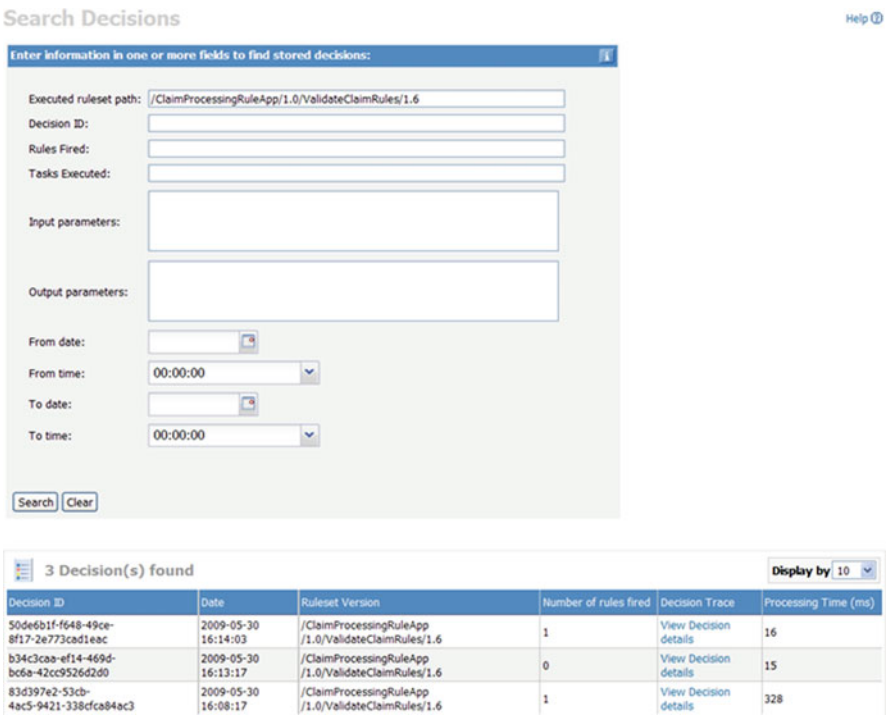 Search Decisions
Help
Enter information in one or more fields to find stored decisions:
Executed ruleset path: /ClaimProcessingRuleApp/1.0/ValidateClaimRules/1.6
Decision ID:
Rules Fired:
Tasks Executed:
Input parameters:
Output parameters:
From date:
From time: 00:00:00
To date:
To time: 00:00:00
Search Clear
3 Decision(s) found Display by 10
Decision ID Date Ruleset Version Number of rules fired Decision Trace Processing Time (ms)
50de6b1f-f648-49ce- 2009-05-30 /ClaimProcessingRuleApp View Decision
8f17-2e773cad1eac 16:14:03 /1.0/ValidateClaimRules/1.6 1 details 16
b34c3caa-ef14-469d- 2009-05-30 /ClaimProcessingRuleApp View Decision
bc6a-42cc9526d2d0 16:13:17 /1.0/ValidateClaimRules/1.6 0 details 15
83d397e2-53cb- 2009-05-30 /ClaimProcessingRuleApp View Decision
4ac5-9421-338cfca84ac3 16:08:17 /1.0/ValidateClaimRules/1.6 1 details 328